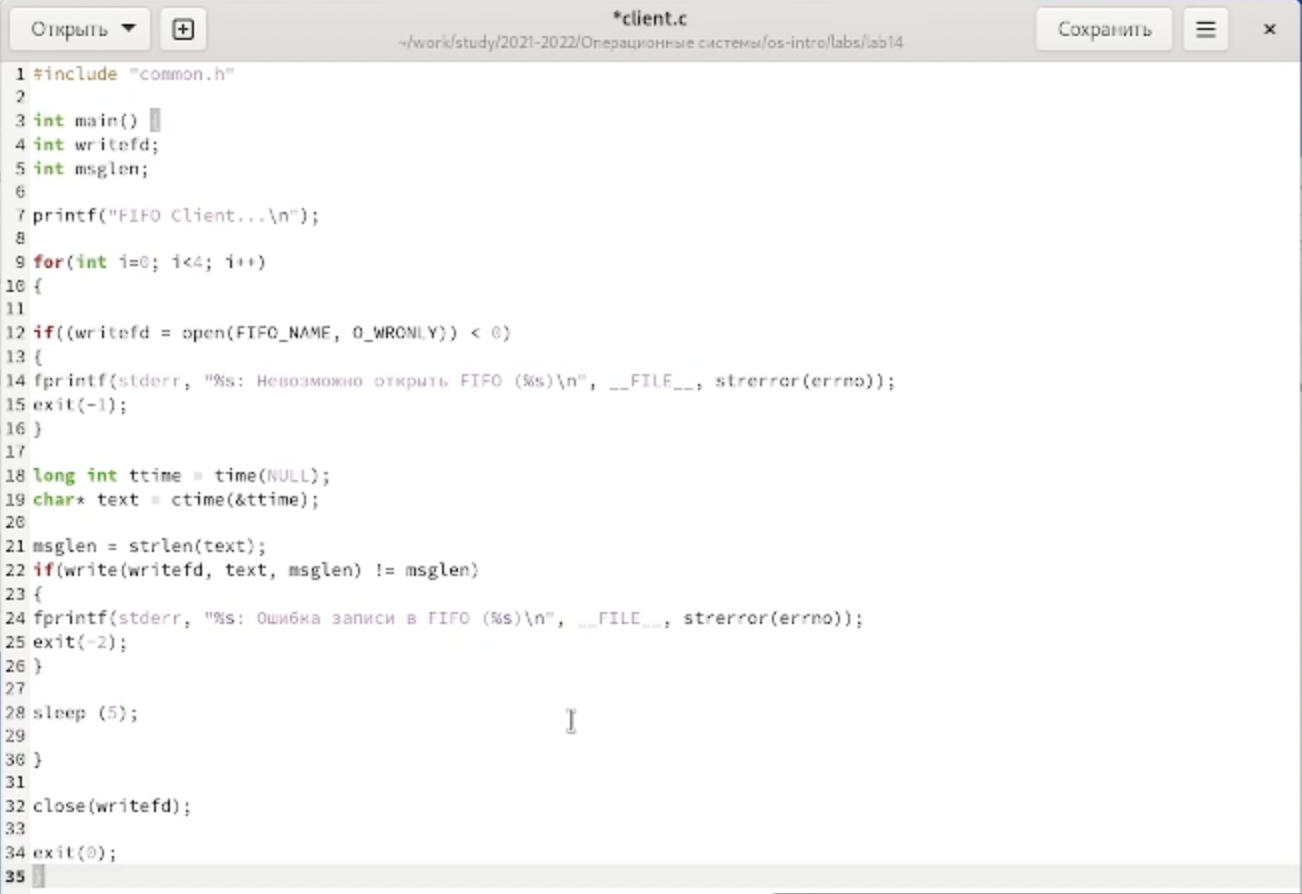 Открыть
*client.c
~/work/study/2021-2022/Операционные системы/os-intro/labs/lab14
Сохранить
1 #include "common.h"
2
3 int main() {
4 int writefd;
5 int msglen;
6
7 printf("FIFO Client...\n");
8
9 for(int i=0; i<4; i++)
10 {
11
12 if((writefd = open(FIFO_NAME, O_WRONLY)) < 0)
13 {
14 fprintf(stderr, "%s: Невозможно открыть FIFO (%s)\n", __FILE__, strerror(errno));
15 exit(-1);
16 }
17
18 long int ttime = time(NULL);
19 char* text = ctime(&ttime);
20
21 msglen = strlen(text);
22 if(write(writefd, text, msglen) != msglen)
23 {
24 fprintf(stderr, "%s: Ошибка записи в FIFO (%s)\n", __FILE__, strerror(errno));
25 exit(-2);
26 }
27
28 sleep (5);
29
30 }
31
32 close(writefd);
33
34 exit(0);
35 }